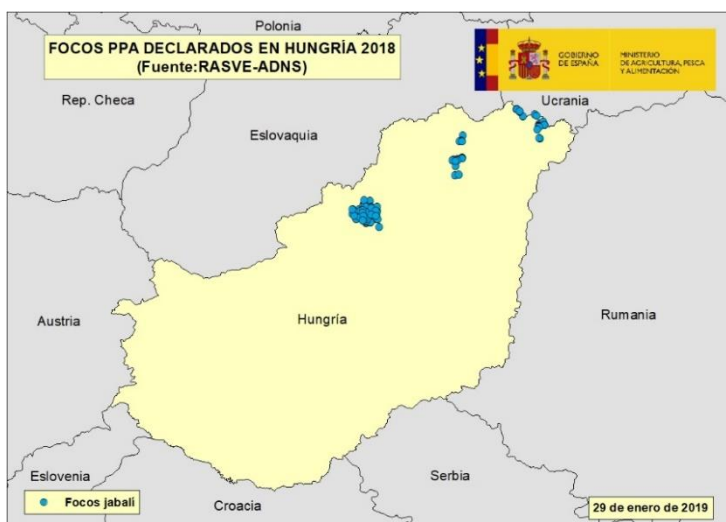 Polonia
FOCOS PPA DECLARADOS EN HUNGRÍA 2018
(Fuente:RASVE-ADNS)
GOBIERNO
DE ESPAÑA
MINISTERIO
DE AGRICULTURA, PESCA
Y ALIMENTACIÓN
Rep. Checa
Ucrania
Eslovaquia
Austria
Hungría
Rumania
Eslovenia
Serbia
Croacia
Focos jabalí
29 de enero de 2019